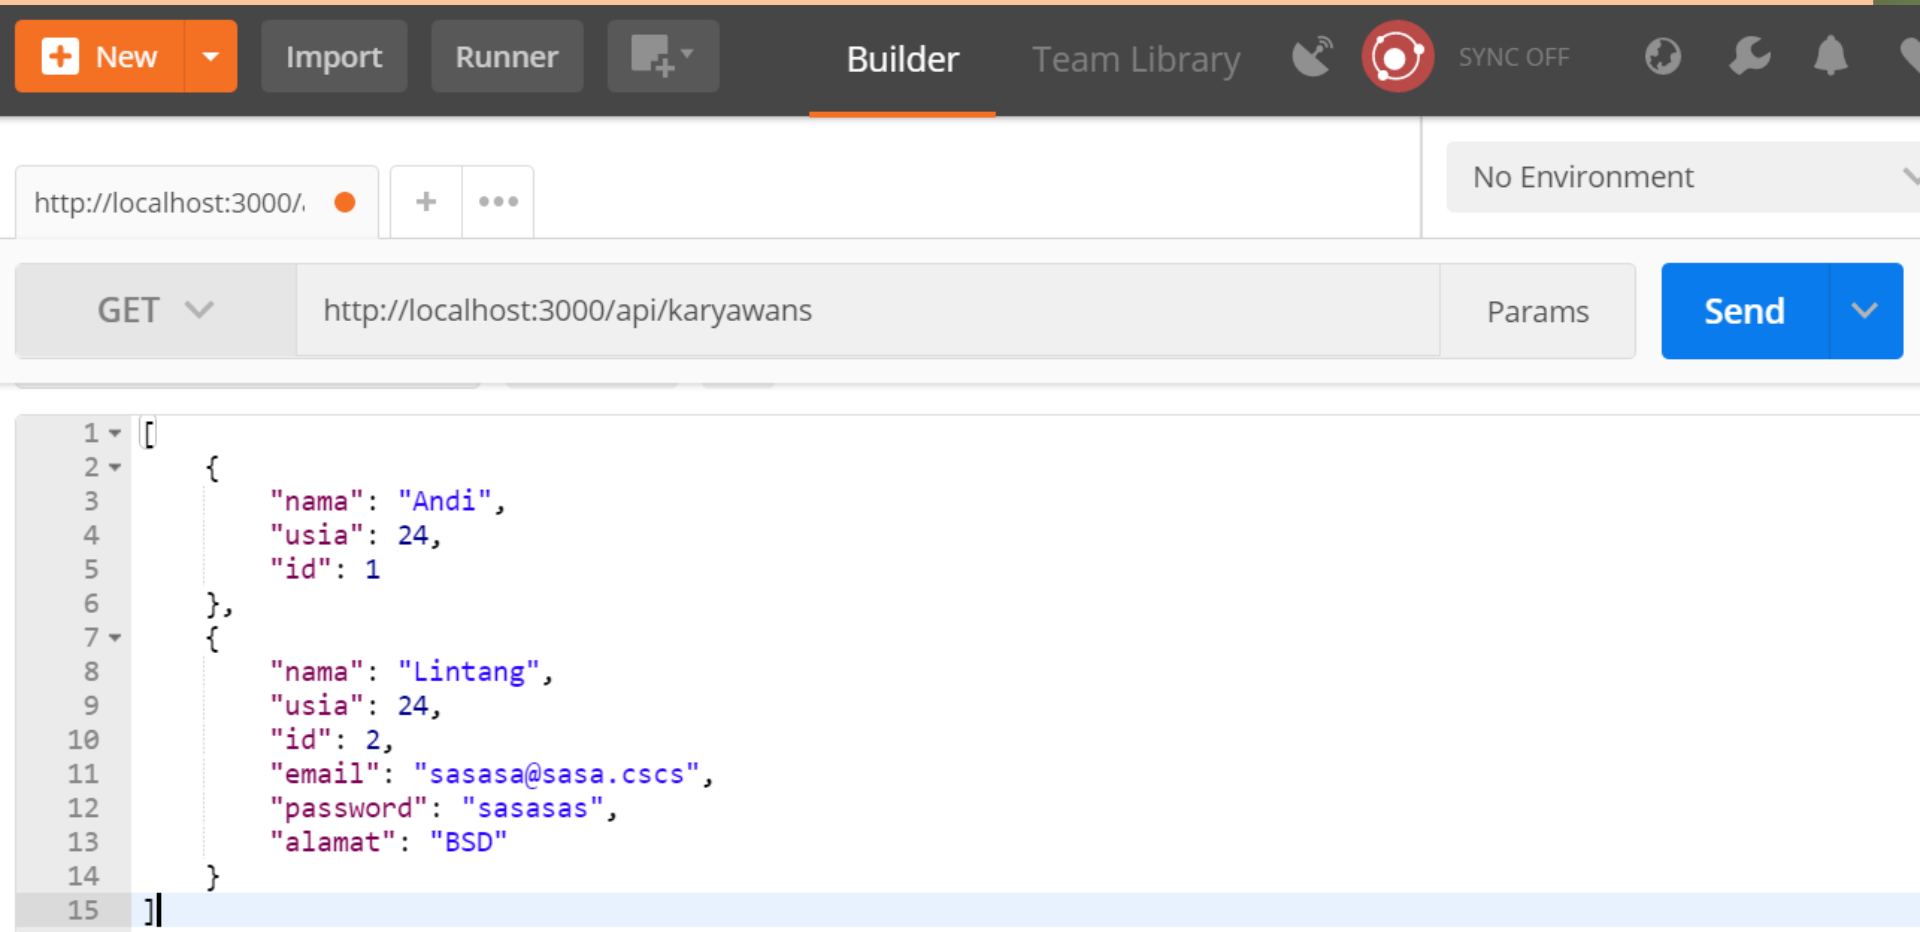 New Import Runner Builder Team Library SYNC OFF
http://localhost:3000/ + ••• No Environment
GET http://localhost:3000/api/karyawans Params Send
1 [
2 {
3 "nama": "Andi",
4 "usia": 24,
5 "id": 1
6 },
7 {
8 "nama": "Lintang",
9 "usia": 24,
10 "id": 2,
11 "email": "sasasa@sasa.cscs",
12 "password": "sasasas",
13 "alamat": "BSD"
14 }
15 ]